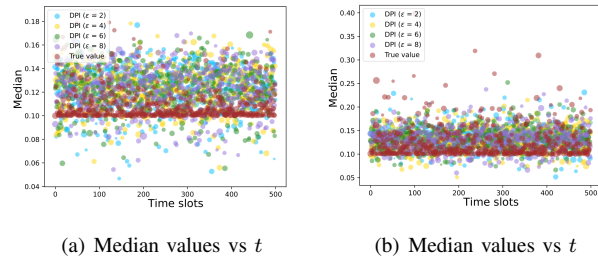 0.18
0.16
0.14
0.12
0.10
0.08
0.06
0.04
Median
DPI (ε = 2)
DPI (ε = 4)
DPI (ε = 6)
DPI (ε = 8)
True value
0 100 200 300 400 500
Time slots
(a) Median values vs t
0.40
0.35
0.30
0.25
0.20
0.15
0.10
0.05
Median
DPI (ε = 2)
DPI (ε = 4)
DPI (ε = 6)
DPI (ε = 8)
True value
0 100 200 300 400 500
Time slots
(b) Median values vs t